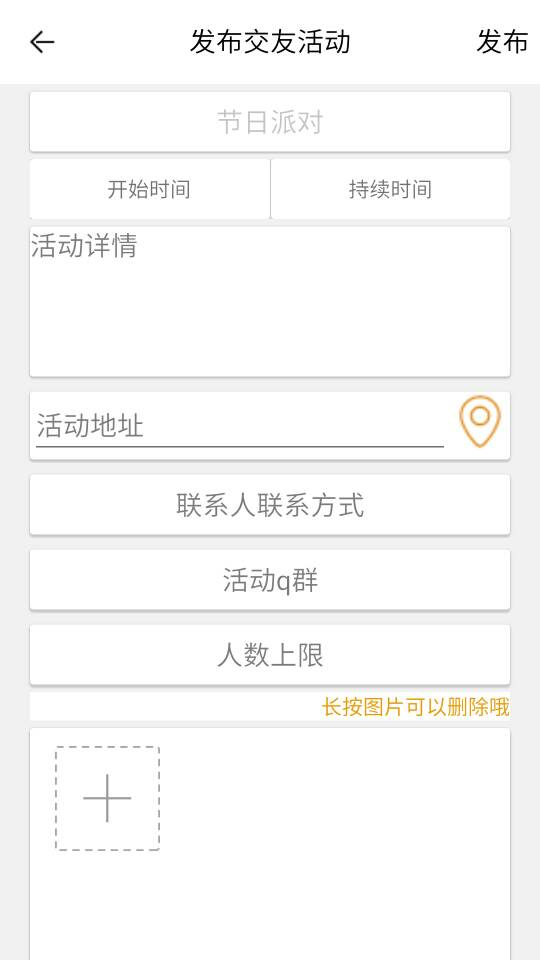 发布交友活动 发布
节日派对
开始时间 持续时间
活动详情
活动地址
联系人联系方式
活动q群
人数上限
长按图片可以删除哦